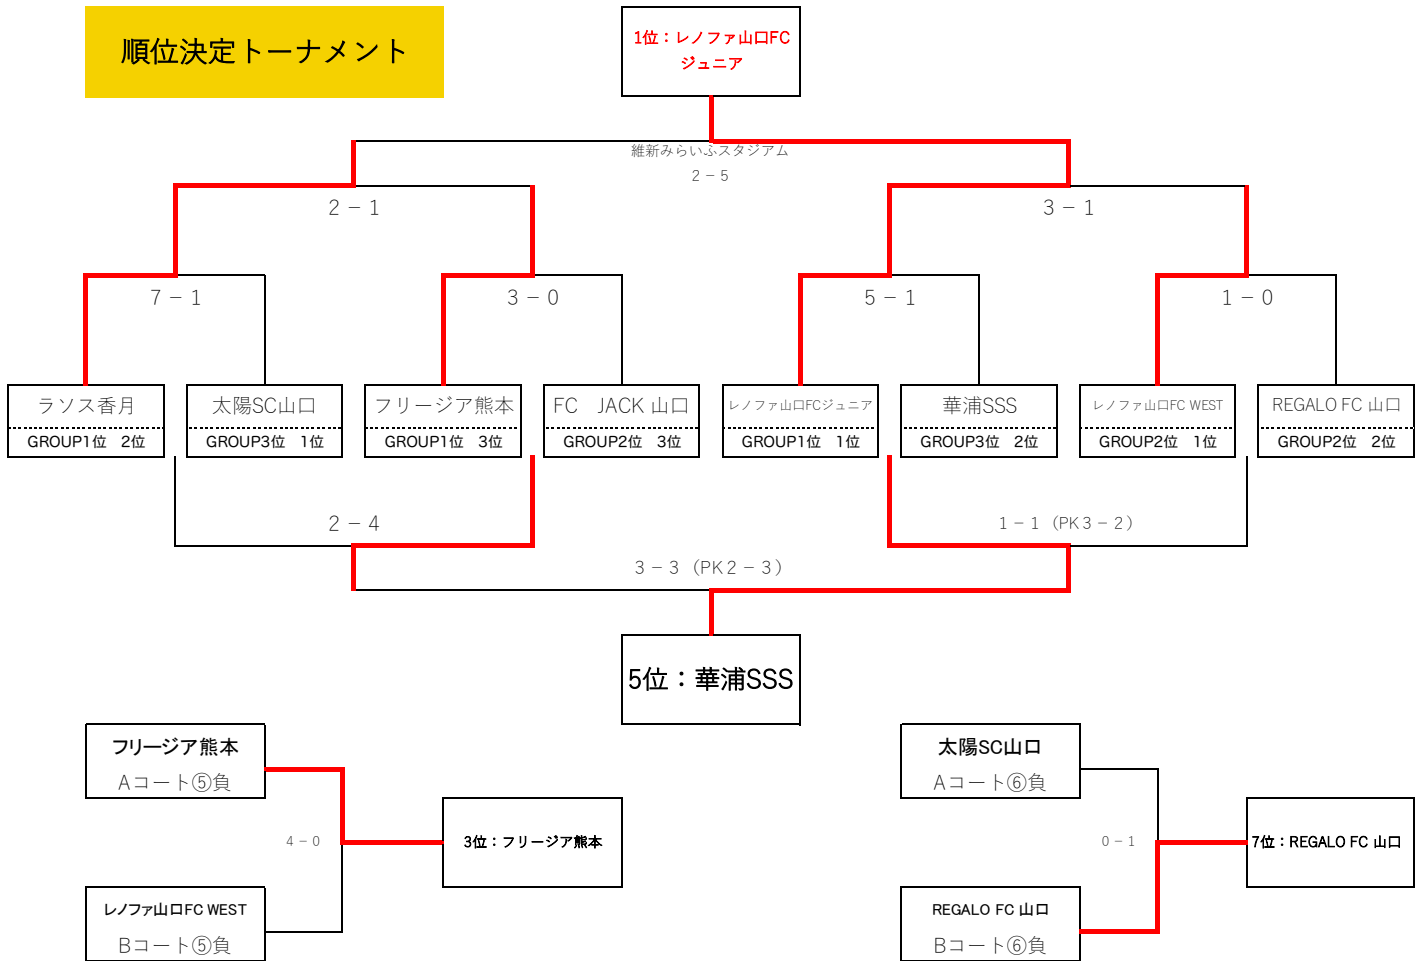 順位決定トーナメント
1位：レノファ山口FC
ジュニア
維新みらいふスタジアム
2－5
2－1
3－1
7－1
3－0
5－1
1－0
ラソス香月
太陽SC山口
フリージア熊本
FC　JACK 山口
レノファ山口FCジュニア
華浦SSS
レノファ山口FC WEST
REGALO FC 山口
GROUP1位　2位
GROUP3位　1位
GROUP1位　3位
GROUP2位　3位
GROUP1位　1位
GROUP3位　2位
GROUP2位　1位
GROUP2位　2位
2－4
1－1（PK3－2）
3－3（PK2－3）
5位：華浦SSS
フリージア熊本
Aコート⑤負
4－0
3位：フリージア熊本
レノファ山口FC WEST
Bコート⑤負
太陽SC山口
Aコート⑥負
0－1
7位：REGALO FC 山口
REGALO FC 山口
Bコート⑥負